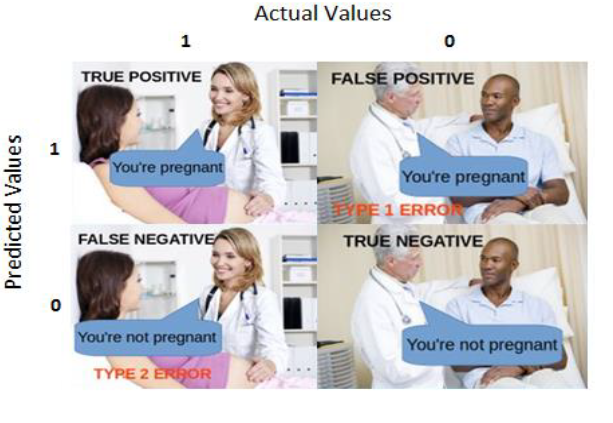 Actual Values
1 0
Predicted Values
1
TRUE POSITIVE
You're pregnant
FALSE POSITIVE
You're pregnant
TYPE 1 ERROR
0
FALSE NEGATIVE
You're not pregnant
TYPE 2 ERROR
TRUE NEGATIVE
You're not pregnant